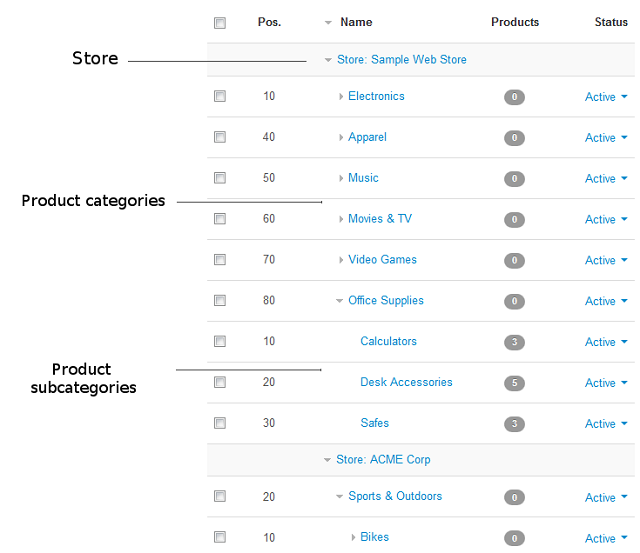 Pos. Name Products Status
Store
Store: Sample Web Store
10 Electronics 0 Active
40 Apparel 0 Active
50 Music 0 Active
Product categories
60 Movies & TV 0 Active
70 Video Games 0 Active
80 Office Supplies 0 Active
10 Calculators 3 Active
Product
subcategories
20 Desk Accessories 5 Active
30 Safes 3 Active
Store: ACME Corp
20 Sports & Outdoors 0 Active
10 Bikes 0 Active